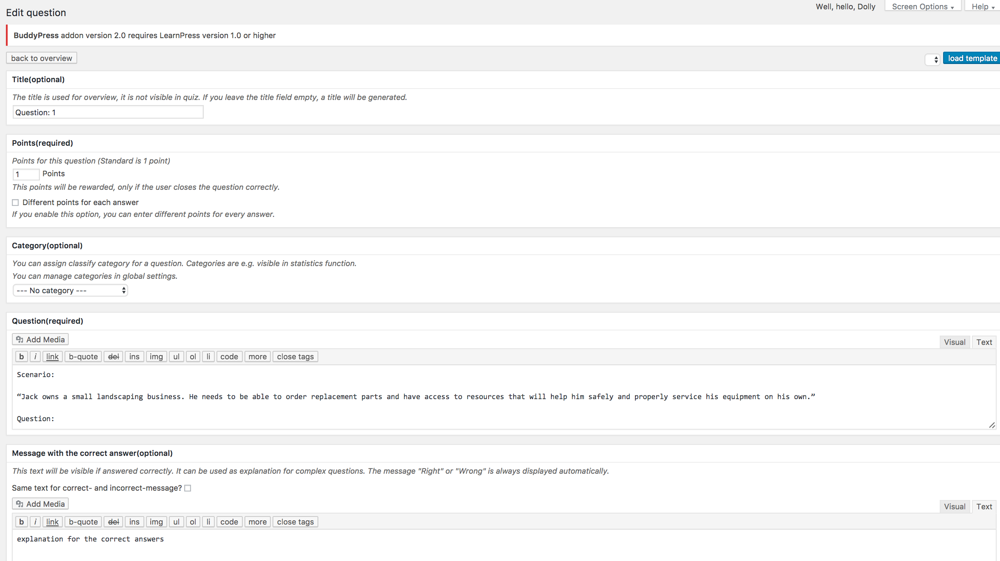 Well, hello, Dolly
Screen Options
Help
Edit question
BuddyPress addon version 2.0 requires LearnPress version 1.0 or higher
back to overview
load template
Title(optional)
The title is used for overview, it is not visible in quiz. If you leave the title field empty, a title will be generated.
Question: 1
Points(required)
Points for this question (Standard is 1 point)
1 Points
This points will be rewarded, only if the user closes the question correctly.
Different points for each answer
If you enable this option, you can enter different points for every answer.
Category(optional)
You can assign classify category for a question. Categories are e.g. visible in statistics function.
You can manage categories in global settings.
--- No category ---
Question(required)
Add Media
Visual Text
b i link b-quote del ins img ul ol li code more close tags
Scenario:
“Jack owns a small landscaping business. He needs to be able to order replacement parts and have access to resources that will help him safely and properly service his equipment on his own.”
Question:
Message with the correct answer(optional)
This text will be visible if answered correctly. It can be used as explanation for complex questions. The message "Right" or "Wrong" is always displayed automatically.
Same text for correct- and incorrect-message?
Add Media
Visual Text
b i link b-quote del ins img ul ol li code more close tags
explanation for the correct answers